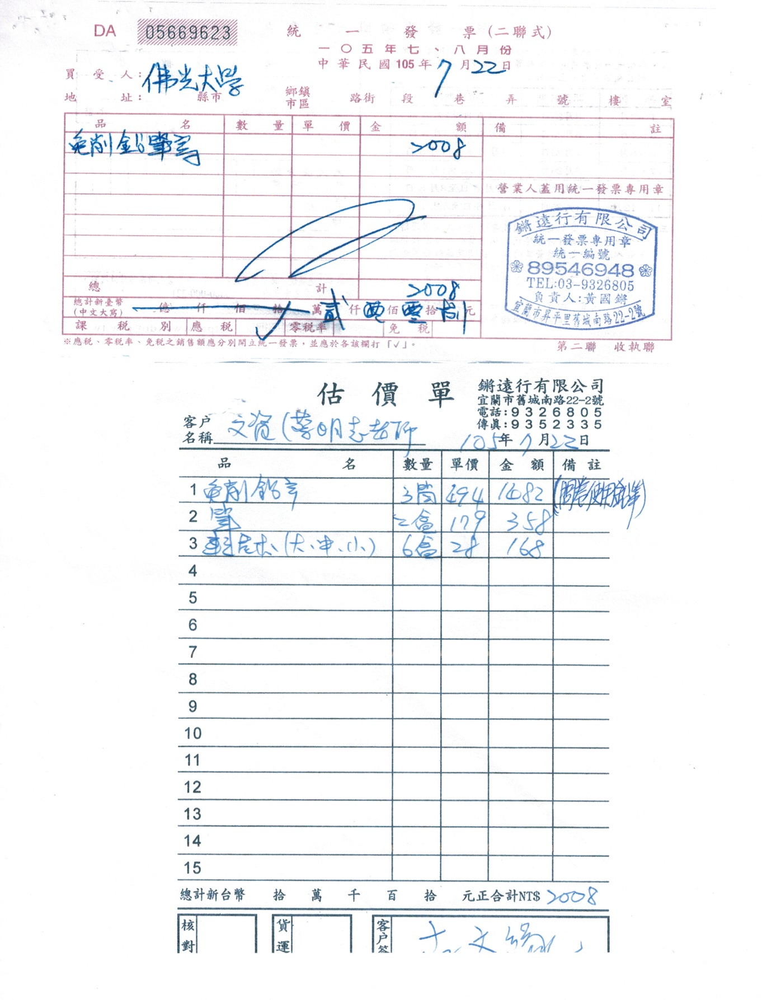 DA 05669623 統一發票(二聯式)
一〇五年七、八月份
中華民國105年7月22日
買受人:佛光大學
地址: 縣市 鄉鎮市區 路街 段 巷 弄 號 樓 室
品名 數量 單價 金額 備註
免削鉛筆等 2008
營業人蓋用統一發票專用章
鏘遠行有限公司
統一發票專用章
統一編號
89546948
TEL:03-9326805
負責人:黃國鏘
宜蘭市昇平里舊城南路22-2號
總計 2008
總計新臺幣(中文大寫) 億 仟 佰 拾 萬 貳 仟 零 佰 零 拾 捌 元
課稅別 應稅 ✓ 零稅率 免稅
※應稅、零稅率、免稅之銷售額應分別開立統一發票,並應於各該欄打「✓」。
第二聯 收執聯
估價單
鏘遠行有限公司
宜蘭市舊城南路22-2號
電話:9326805
傳真:9352335
客戶名稱 文資(蔡明志老師
105年7月22日
品名 數量 單價 金額 備註
1 免削鉛 3筒 494 1482
2 筆 二盒 179 358
3 (大、中、小) 6盒 28 168
4
5
6
7
8
9
10
11
12
13
14
15
總計新台幣 拾 萬 千 百 拾 元正合計NT$ 2008
核對
貨運
客戶簽